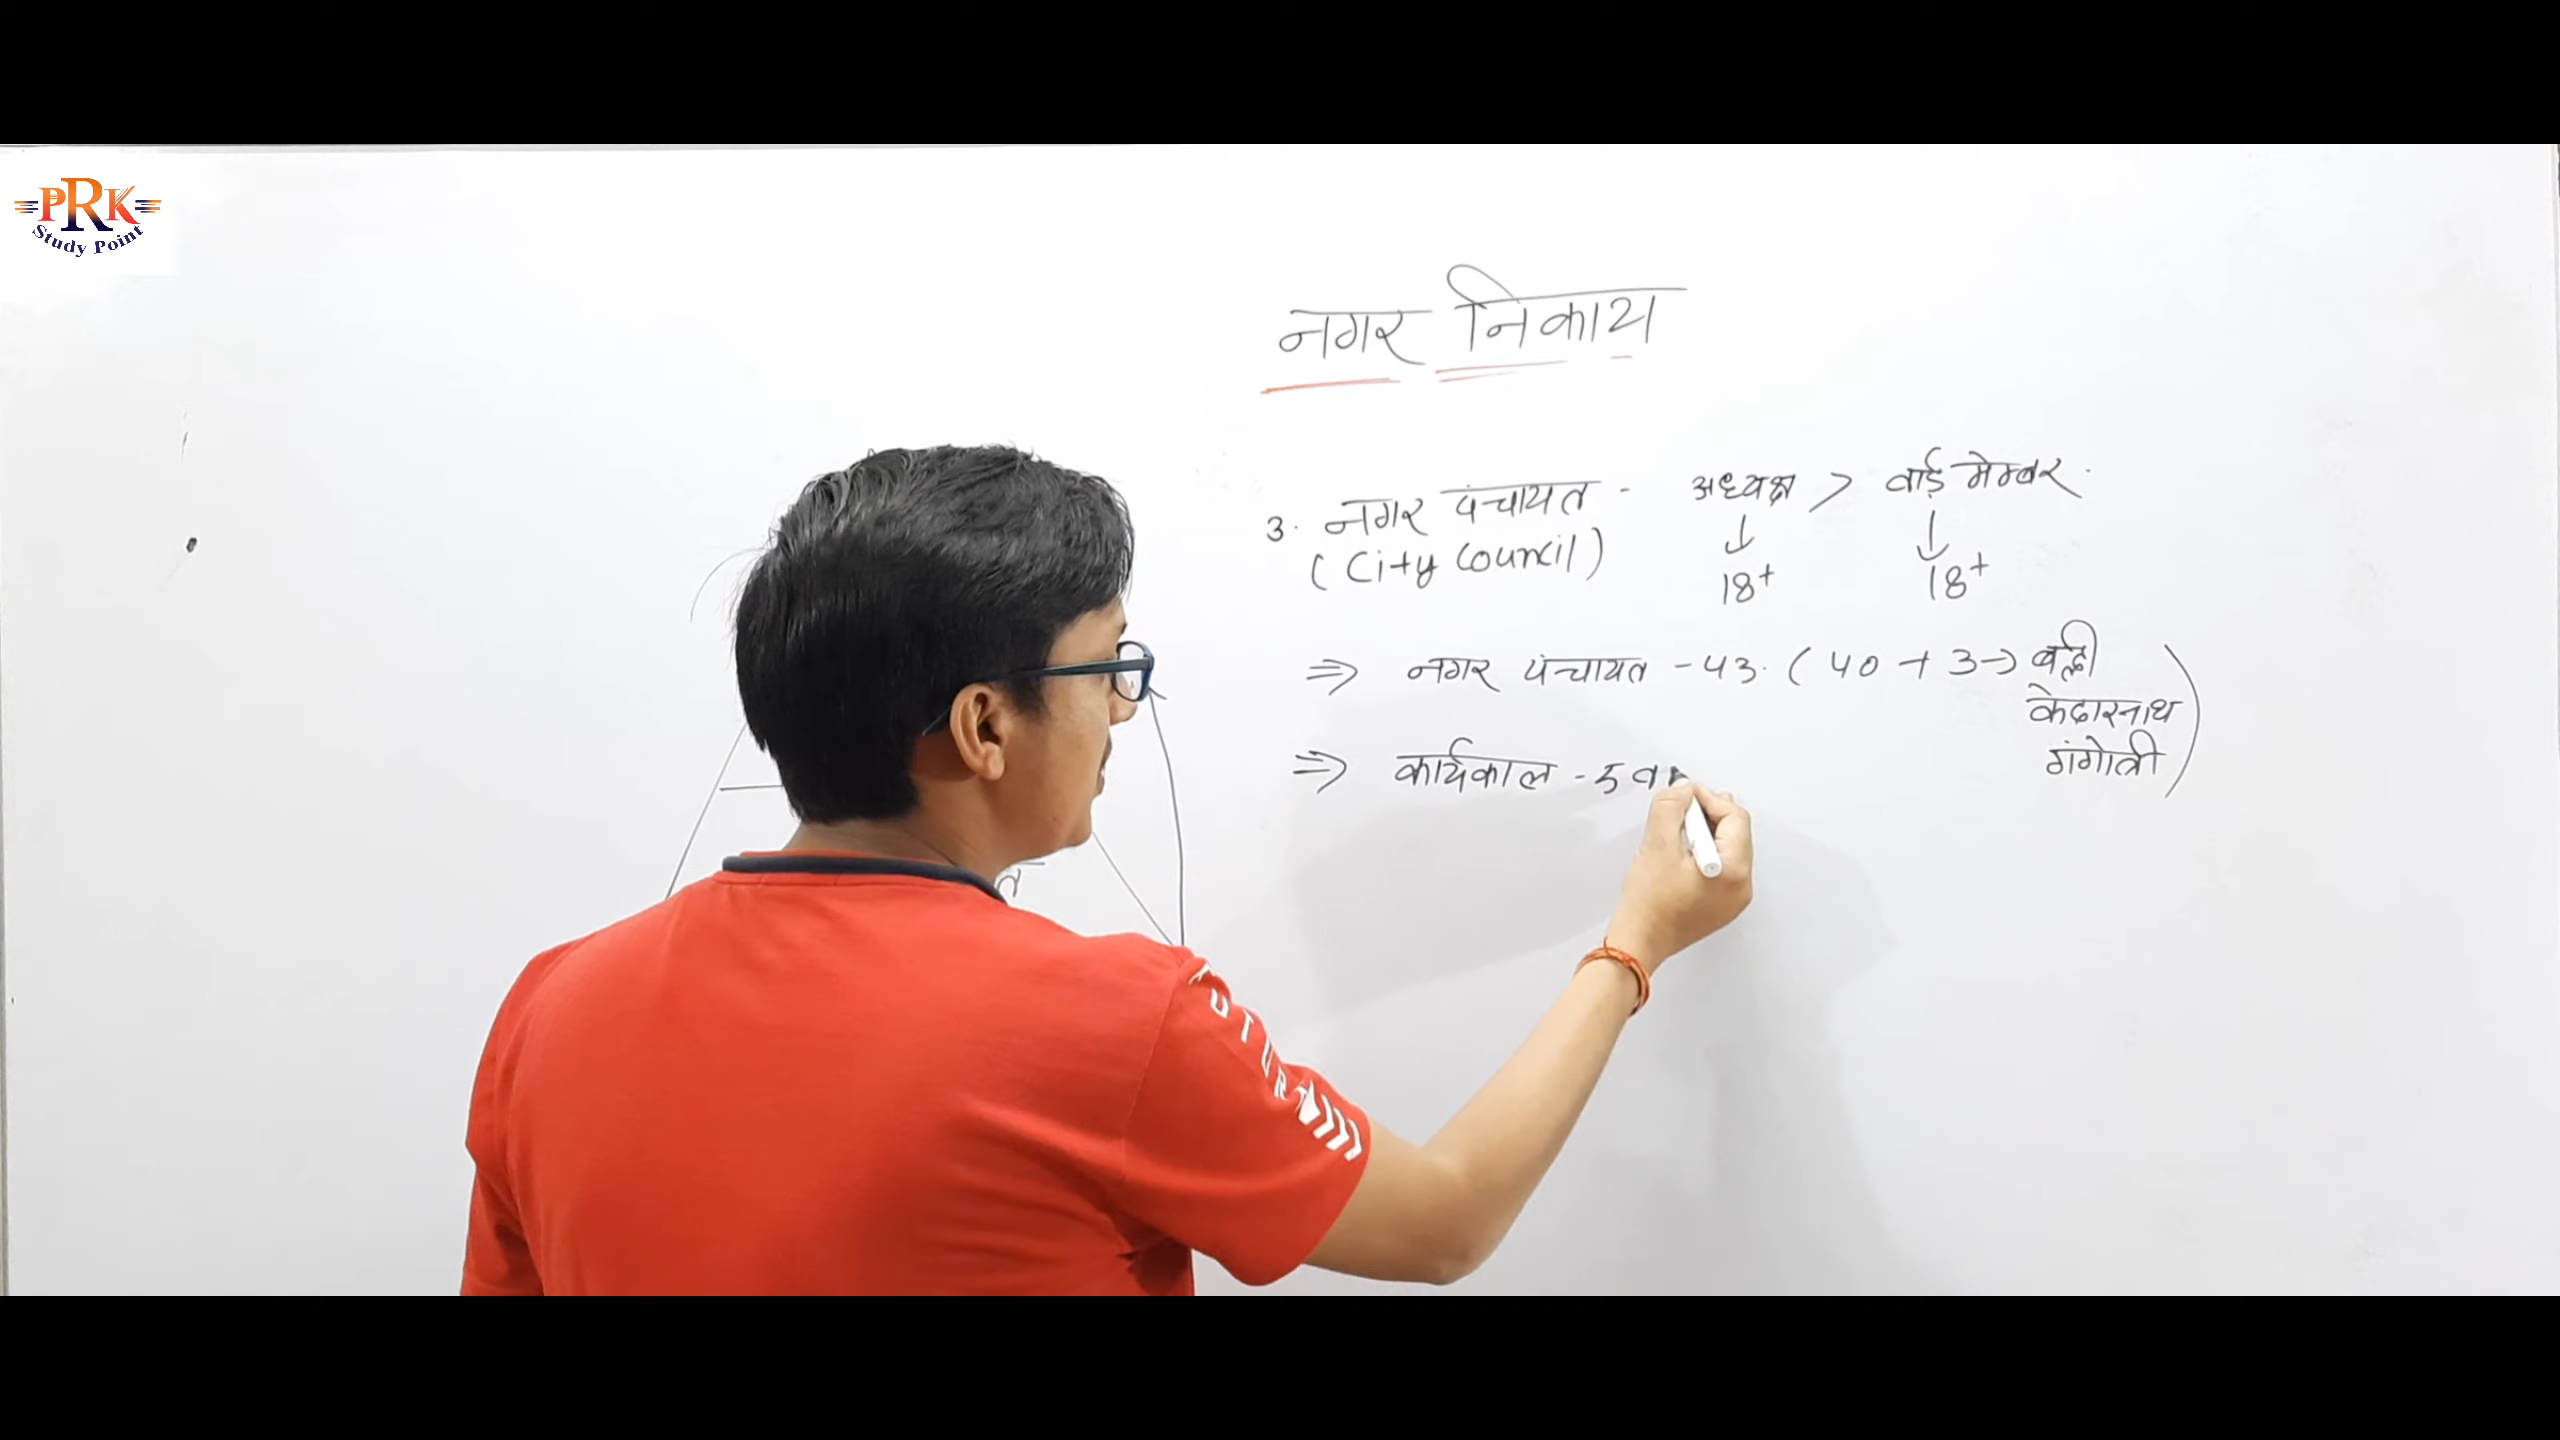 PRK
Study Point
नगर निकाय
3. नगर पंचायत - अध्यक्ष > वार्ड मेम्बर.
(City Council) ↓ ↓
18+ 18+
⇒ नगर पंचायत - 43. (40 + 3 → बद्री
केदारनाथ
गंगोत्री)
⇒ कार्यकाल - 5 व